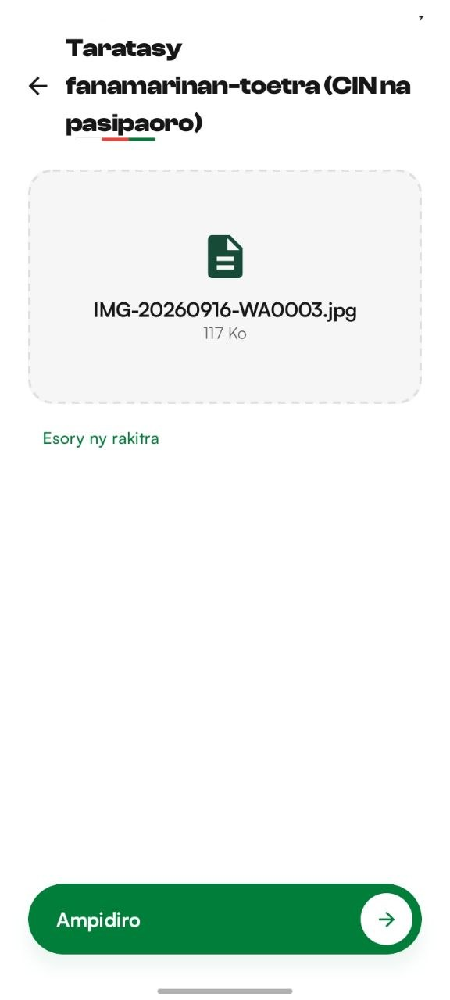 Taratasy
fanamarinan-toetra (CIN na
pasipaoro)
IMG-20260916-WA0003.jpg
117 Ko
Esory ny rakitra
Ampidiro